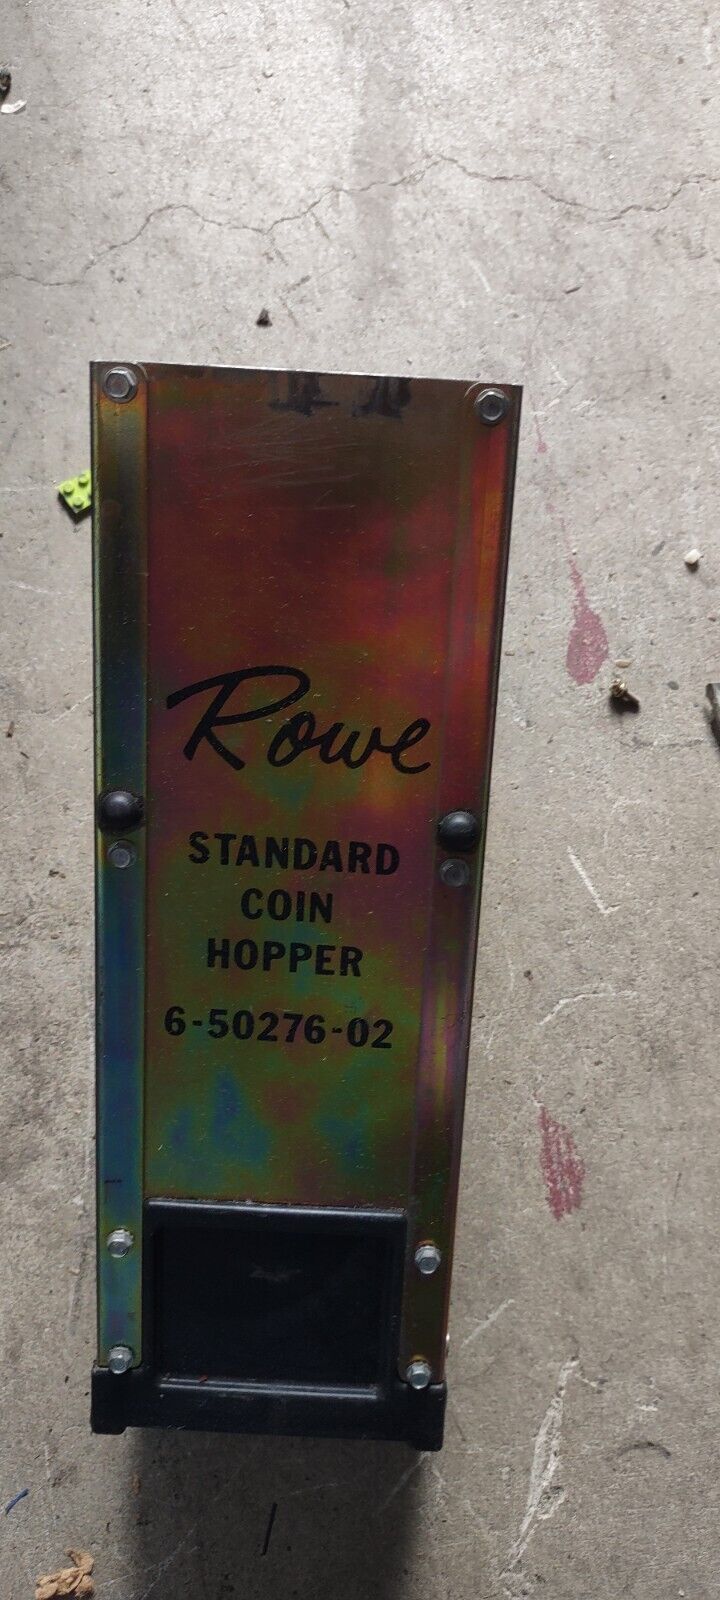 Rowe
STANDARD
COIN
HOPPER
6-50276-02